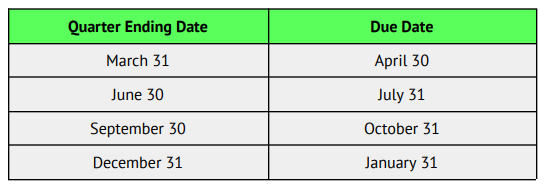 Quarter Ending Date Due Date
March 31 April 30
June 30 July 31
September 30 October 31
December 31 January 31